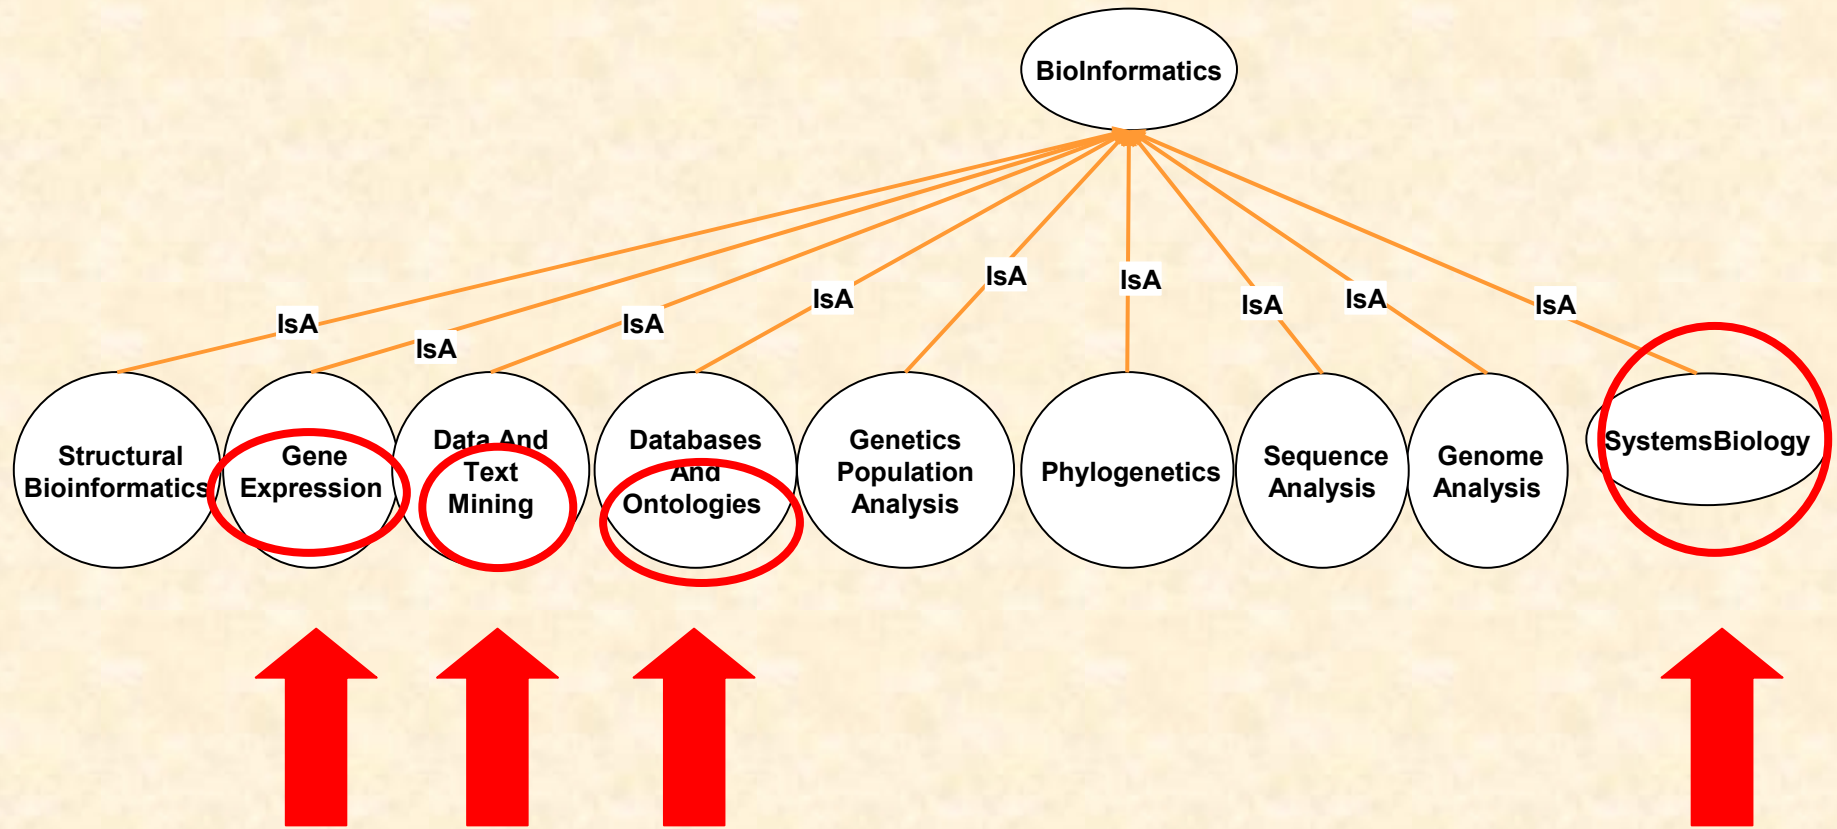 BioInformatics
IsA
IsA
IsA
IsA
IsA
IsA
IsA
IsA
IsA
Structural
Bioinformatics
Gene
Expression
Data And
Text
Mining
Databases
And
Ontologies
Genetics
Population
Analysis
Phylogenetics
Sequence
Analysis
Genome
Analysis
SystemsBiology